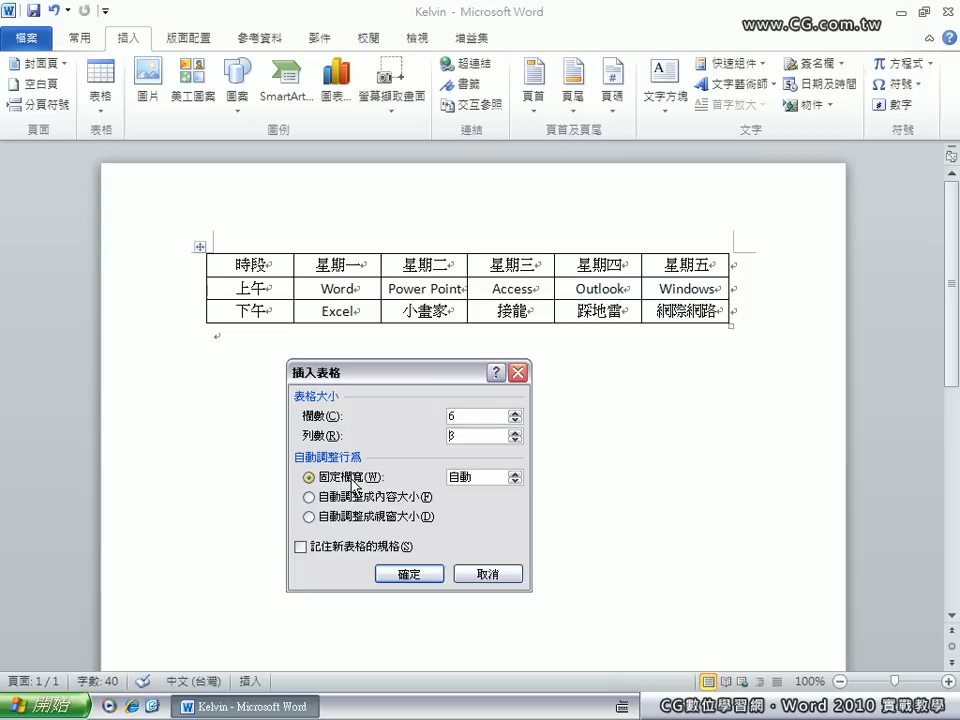 Kelvin - Microsoft Word
www.CG.com.tw
檔案 常用 插入 版面配置 參考資料 郵件 校閱 檢視 增益集
封面頁
空白頁
分頁符號
頁面
表格
表格
圖片 美工圖案 圖案 SmartArt... 圖表... 螢幕擷取畫面
圖例
超連結
書籤
交互參照
連結
頁首 頁尾 頁碼
頁首及頁尾
文字方塊
快速組件
文字藝術師
首字放大
簽名欄
日期及時間
物件
文字
方程式
符號
數字
符號
時段 星期一 星期二 星期三 星期四 星期五
上午 Word Power Point Access Outlook Windows
下午 Excel 小畫家 接龍 踩地雷 網際網路
插入表格
表格大小
欄數(C): 6
列數(R): 3
自動調整行為
固定欄寬(W): 自動
自動調整成內容大小(F)
自動調整成視窗大小(D)
記住新表格的規格(S)
確定 取消
頁面: 1 / 1 字數: 40 中文 (台灣) 插入 100%
開始 Kelvin - Microsoft Word
CG數位學習網。Word 2010 實戰教學